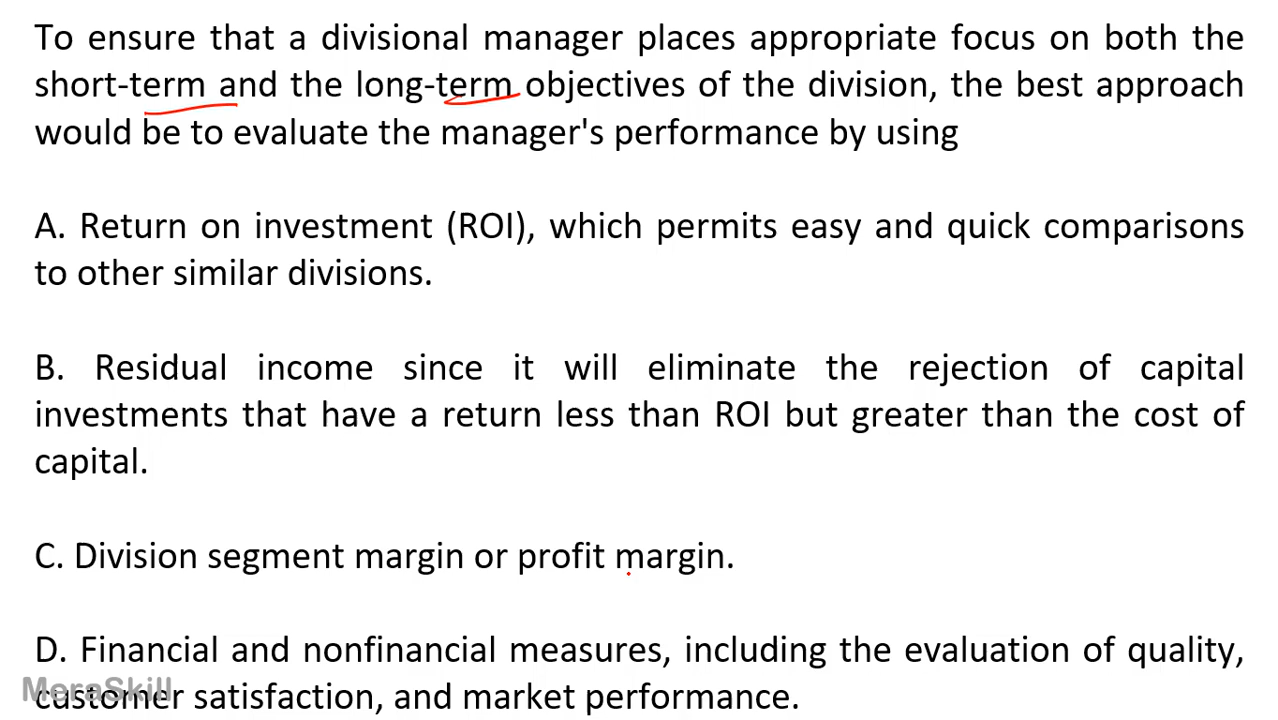 To ensure that a divisional manager places appropriate focus on both the
short-term and the long-term objectives of the division, the best approach
would be to evaluate the manager's performance by using
A. Return on investment (ROI), which permits easy and quick comparisons
to other similar divisions.
B. Residual income since it will eliminate the rejection of capital
investments that have a return less than ROI but greater than the cost of
capital.
C. Division segment margin or profit margin.
D. Financial and nonfinancial measures, including the evaluation of quality,
customer satisfaction, and market performance.
MeraSkill